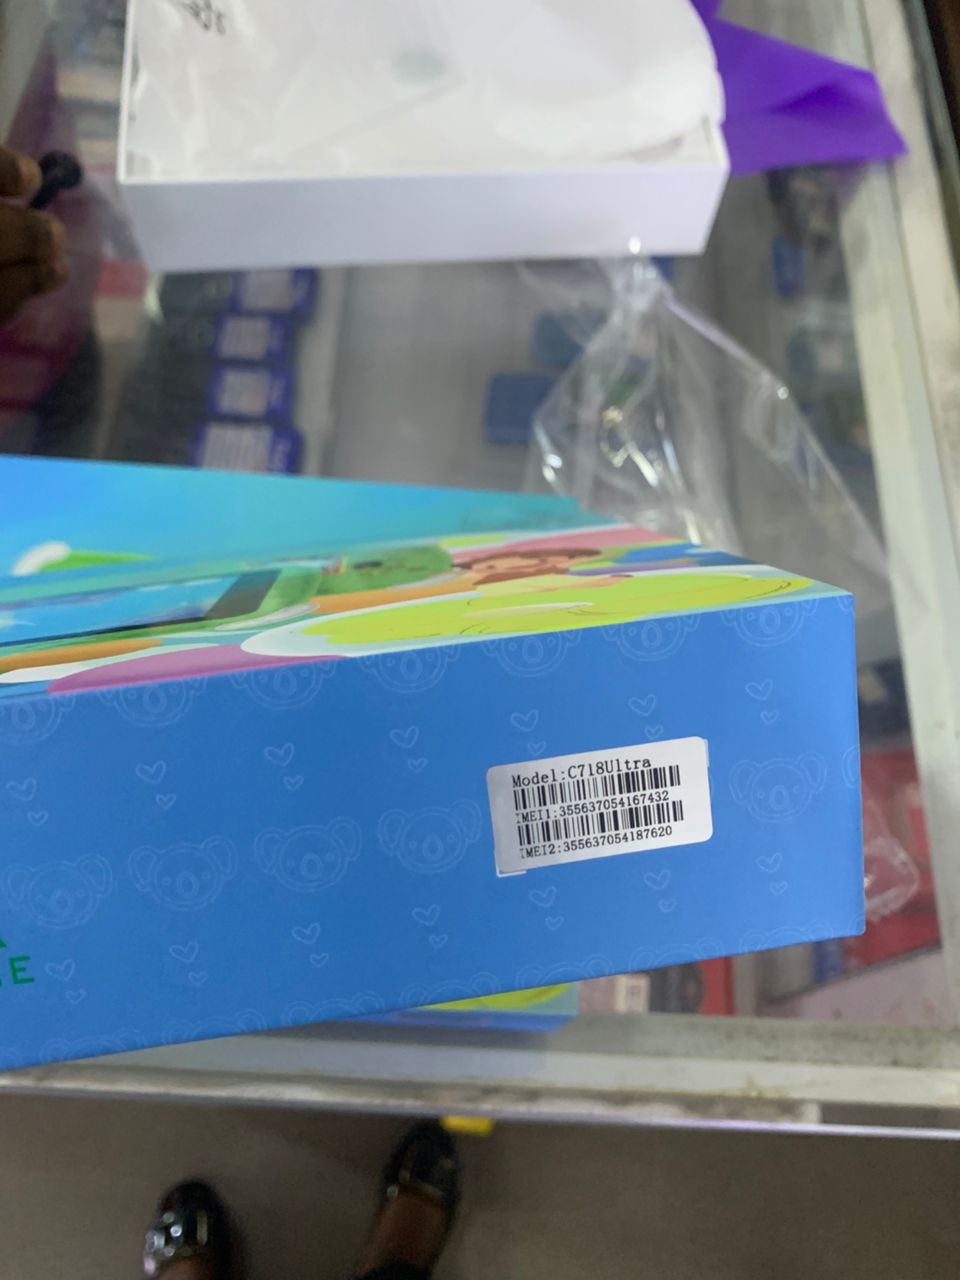 Model:C718Ultra
IMEI1:355637054167432
IMEI2:355637054187620
E